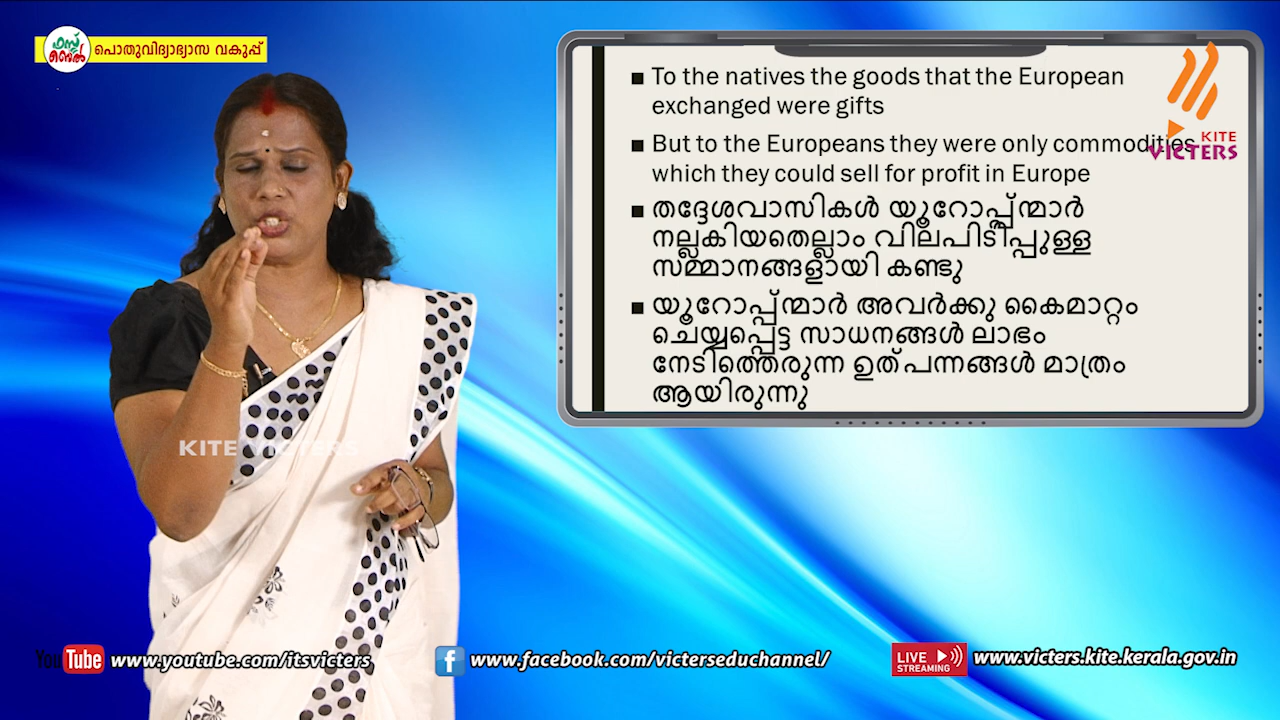 ഫസ്റ്റ് ബെൽ
പൊതുവിദ്യാഭ്യാസ വകുപ്പ്
To the natives the goods that the European
exchanged were gifts
But to the Europeans they were only commodities
which they could sell for profit in Europe
തദ്ദേശവാസികൾ യൂറോപ്പ്യന്മാർ
നല്ലകിയതെല്ലാം വിലപിടിപ്പുള്ള
സമ്മാനങ്ങളായി കണ്ടു
യൂറോപ്പ്ന്മാർ അവർക്കു കൈമാറ്റം
ചെയ്യപ്പെട്ട സാധനങ്ങൾ ലാഭം
നേടിത്തെരുന്ന ഉത്പന്നങ്ങൾ മാത്രം
ആയിരുന്നു
KITE
VICTERS
KITE VICTERS
YouTube www.youtube.com/itsvicters
f www.facebook.com/victerseduchannel/
LIVE
STREAMING
www.victers.kite.kerala.gov.in